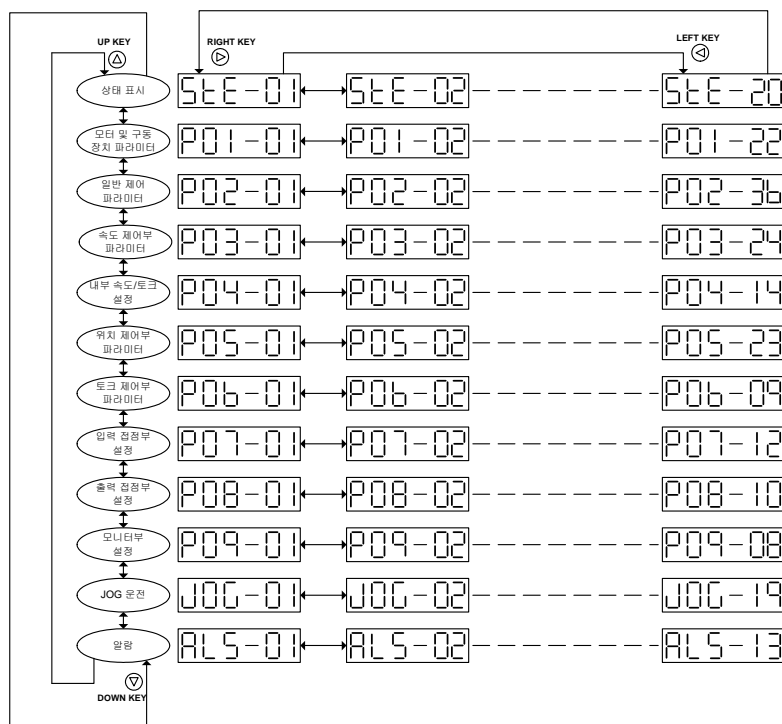 UP KEY
RIGHT KEY
LEFT KEY
상태 표시
StE-01
StE-02
StE-20
모터 및 구동
장치 파라미터
P01-01
P01-02
P01-22
일반 제어
파라미터
P02-01
P02-02
P02-36
속도 제어부
파라미터
P03-01
P03-02
P03-24
내부 속도/토크
설정
P04-01
P04-02
P04-14
위치 제어부
파라미터
P05-01
P05-02
P05-23
토크 제어부
파라미터
P06-01
P06-02
P06-09
입력 접점부
설정
P07-01
P07-02
P07-12
출력 접점부
설정
P08-01
P08-02
P08-10
모니터부
설정
P09-01
P09-02
P09-08
JOG 운전
JOG-01
JOG-02
JOG-19
알람
ALS-01
ALS-02
ALS-13
DOWN KEY